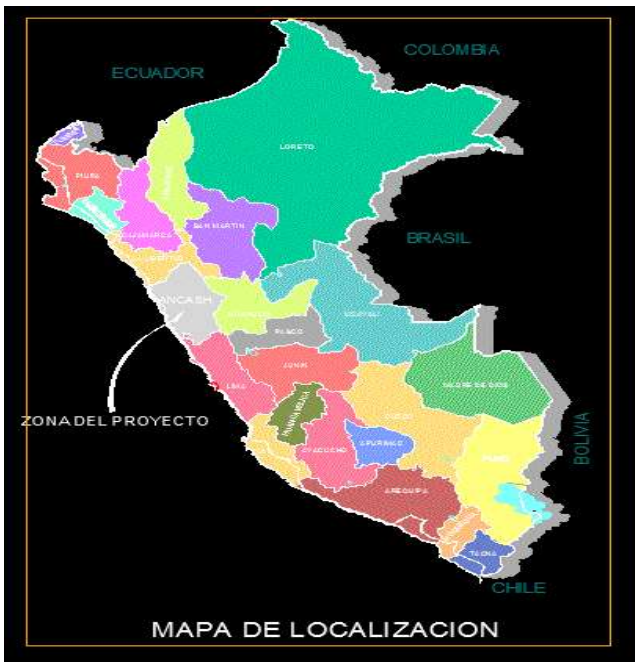 COLOMBIA
ECUADOR
LORETO
PIURA
SAN MARTIN
CAJAMARCA
BRASIL
ANCASH
UCAYALI
PASCO
JUNIN
LIMA
MADRE DE DIOS
ZONA DEL PROYECTO
CUSCO
AYACUCHO
APURIMAC
BOLIVIA
PUNO
AREQUIPA
TACNA
CHILE
MAPA DE LOCALIZACION